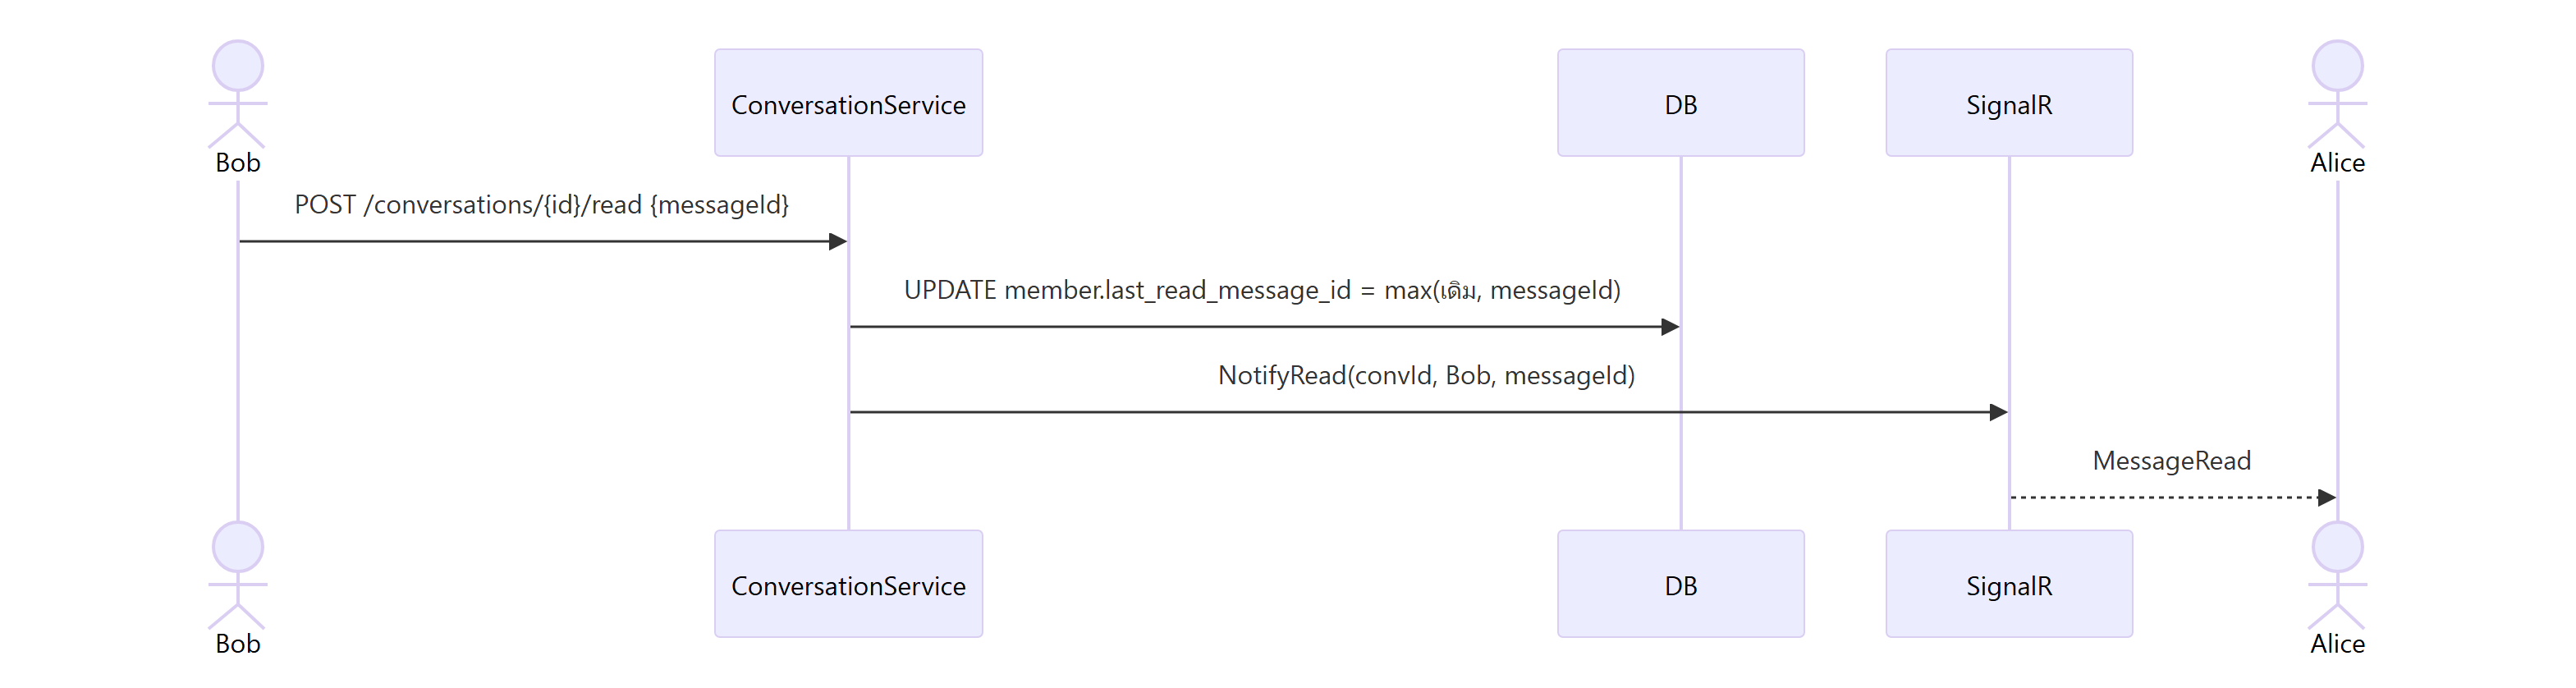 Bob
ConversationService
DB
SignalR
Alice
POST /conversations/{id}/read {messageId}
UPDATE member.last_read_message_id = max(เดิม, messageId)
NotifyRead(convId, Bob, messageId)
MessageRead
Bob
ConversationService
DB
SignalR
Alice